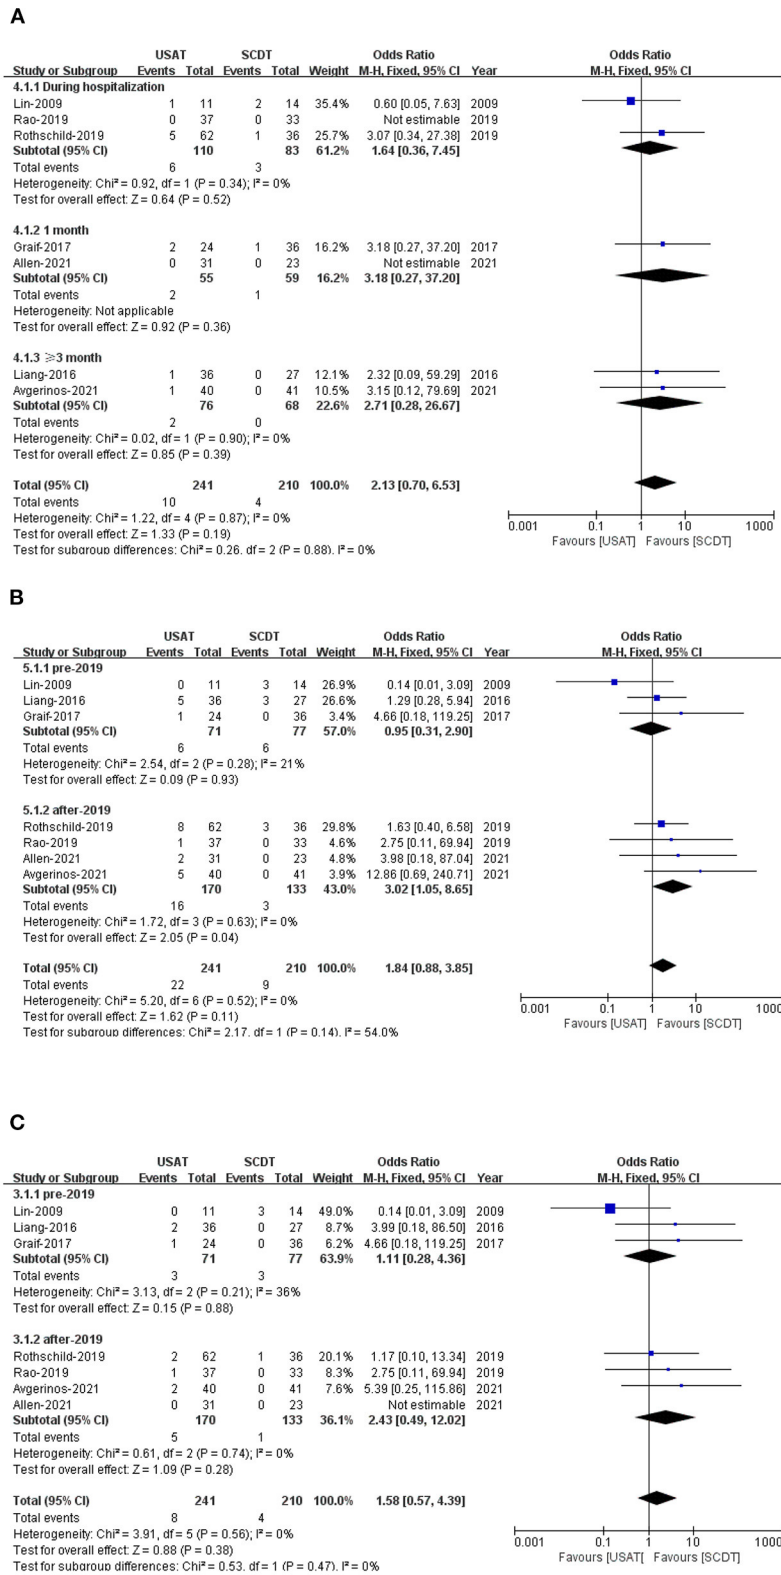 A
USAT SCDT Odds Ratio Odds Ratio
Study or Subgroup Events Total Events Total Weight M-H, Fixed, 95% CI Year M-H, Fixed, 95% CI
4.1.1 During hospitalization
Lin-2009 1 11 2 14 35.4% 0.60 [0.05, 7.63] 2009
Rao-2019 0 37 0 33 Not estimable 2019
Rothschild-2019 5 62 1 36 25.7% 3.07 [0.34, 27.38] 2019
Subtotal (95% CI) 110 83 61.2% 1.64 [0.36, 7.45]
Total events 6 3
Heterogeneity: Chi² = 0.92, df = 1 (P = 0.34); I² = 0%
Test for overall effect: Z = 0.64 (P = 0.52)
4.1.2 1 month
Graif-2017 2 24 1 36 16.2% 3.18 [0.27, 37.20] 2017
Allen-2021 0 31 0 23 Not estimable 2021
Subtotal (95% CI) 55 59 16.2% 3.18 [0.27, 37.20]
Total events 2 1
Heterogeneity: Not applicable
Test for overall effect: Z = 0.92 (P = 0.36)
4.1.3 ≥3 month
Liang-2016 1 36 0 27 12.1% 2.32 [0.09, 59.29] 2016
Avgerinos-2021 1 40 0 41 10.5% 3.15 [0.12, 79.69] 2021
Subtotal (95% CI) 76 68 22.6% 2.71 [0.28, 26.67]
Total events 2 0
Heterogeneity: Chi² = 0.02, df = 1 (P = 0.90); I² = 0%
Test for overall effect: Z = 0.85 (P = 0.39)
Total (95% CI) 241 210 100.0% 2.13 [0.70, 6.53]
Total events 10 4
Heterogeneity: Chi² = 1.22, df = 4 (P = 0.87); I² = 0%
Test for overall effect: Z = 1.33 (P = 0.19)
Test for subgroup differences: Chi² = 0.26, df = 2 (P = 0.88), I² = 0%
0.001 0.1 1 10 1000
Favours [USAT] Favours [SCDT]
B
USAT SCDT Odds Ratio Odds Ratio
Study or Subgroup Events Total Events Total Weight M-H, Fixed, 95% CI Year M-H, Fixed, 95% CI
5.1.1 pre-2019
Lin-2009 0 11 3 14 26.9% 0.14 [0.01, 3.09] 2009
Liang-2016 5 36 3 27 26.6% 1.29 [0.28, 5.94] 2016
Graif-2017 1 24 0 36 3.4% 4.66 [0.18, 119.25] 2017
Subtotal (95% CI) 71 77 57.0% 0.95 [0.31, 2.90]
Total events 6 6
Heterogeneity: Chi² = 2.54, df = 2 (P = 0.28); I² = 21%
Test for overall effect: Z = 0.09 (P = 0.93)
5.1.2 after-2019
Rothschild-2019 8 62 3 36 29.8% 1.63 [0.40, 6.58] 2019
Rao-2019 1 37 0 33 4.6% 2.75 [0.11, 69.94] 2019
Allen-2021 2 31 0 23 4.8% 3.98 [0.18, 87.04] 2021
Avgerinos-2021 5 40 0 41 3.9% 12.86 [0.69, 240.71] 2021
Subtotal (95% CI) 170 133 43.0% 3.02 [1.05, 8.65]
Total events 16 3
Heterogeneity: Chi² = 1.72, df = 3 (P = 0.63); I² = 0%
Test for overall effect: Z = 2.05 (P = 0.04)
Total (95% CI) 241 210 100.0% 1.84 [0.88, 3.85]
Total events 22 9
Heterogeneity: Chi² = 5.20, df = 6 (P = 0.52); I² = 0%
Test for overall effect: Z = 1.62 (P = 0.11)
Test for subgroup differences: Chi² = 2.17, df = 1 (P = 0.14), I² = 54.0%
0.001 0.1 1 10 1000
Favours [USAT] Favours [SCDT]
C
USAT SCDT Odds Ratio Odds Ratio
Study or Subgroup Events Total Events Total Weight M-H, Fixed, 95% CI Year M-H, Fixed, 95% CI
3.1.1 pre-2019
Lin-2009 0 11 3 14 49.0% 0.14 [0.01, 3.09] 2009
Liang-2016 2 36 0 27 8.7% 3.99 [0.18, 86.50] 2016
Graif-2017 1 24 0 36 6.2% 4.66 [0.18, 119.25] 2017
Subtotal (95% CI) 71 77 63.9% 1.11 [0.28, 4.36]
Total events 3 3
Heterogeneity: Chi² = 3.13, df = 2 (P = 0.21); I² = 36%
Test for overall effect: Z = 0.15 (P = 0.88)
3.1.2 after-2019
Rothschild-2019 2 62 1 36 20.1% 1.17 [0.10, 13.34] 2019
Rao-2019 1 37 0 33 8.3% 2.75 [0.11, 69.94] 2019
Avgerinos-2021 2 40 0 41 7.6% 5.39 [0.25, 115.86] 2021
Allen-2021 0 31 0 23 Not estimable 2021
Subtotal (95% CI) 170 133 36.1% 2.43 [0.49, 12.02]
Total events 5 1
Heterogeneity: Chi² = 0.61, df = 2 (P = 0.74); I² = 0%
Test for overall effect: Z = 1.09 (P = 0.28)
Total (95% CI) 241 210 100.0% 1.58 [0.57, 4.39]
Total events 8 4
Heterogeneity: Chi² = 3.91, df = 5 (P = 0.56); I² = 0%
Test for overall effect: Z = 0.88 (P = 0.38)
Test for subgroup differences: Chi² = 0.53, df = 1 (P = 0.47), I² = 0%
0.001 0.1 1 10 1000
Favours [USAT[ Favours [SCDT]